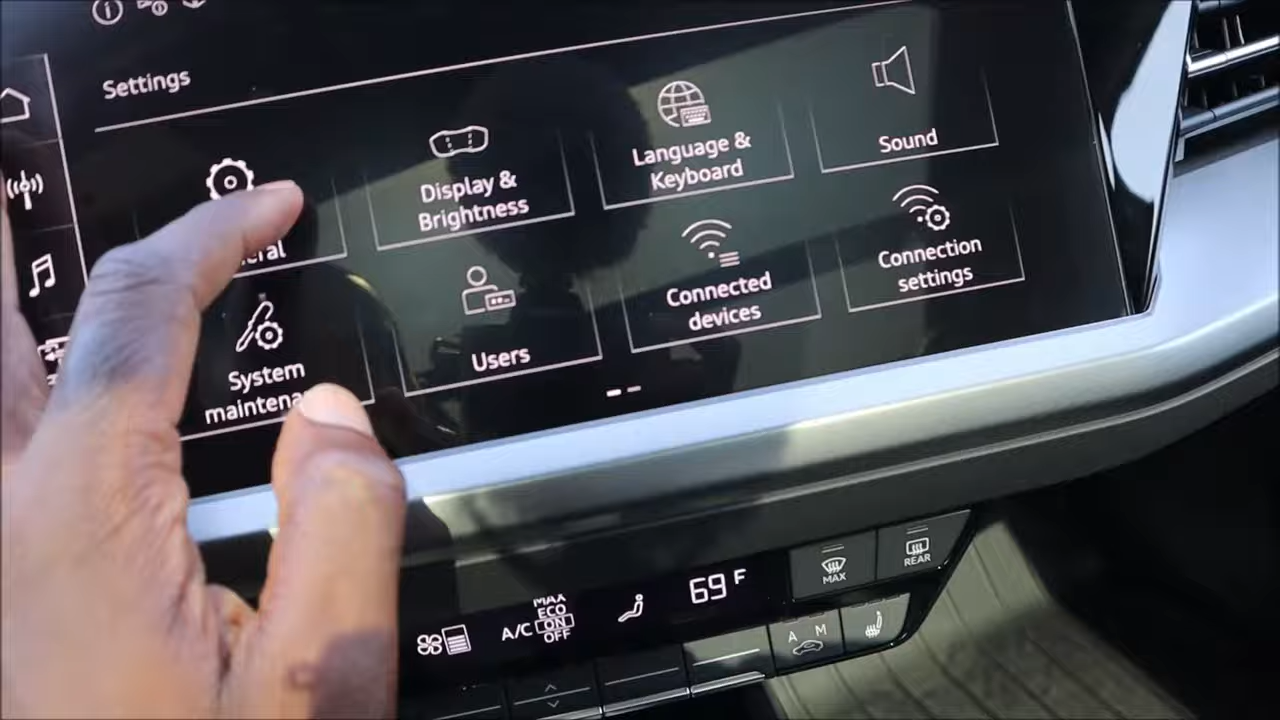 Settings
Display &
Brightness
Language &
Keyboard
Sound
System
Users
Connected
devices
Connection
settings
69 F
MAX
REAR
MAX
ECO
A/C ON
OFF
A M